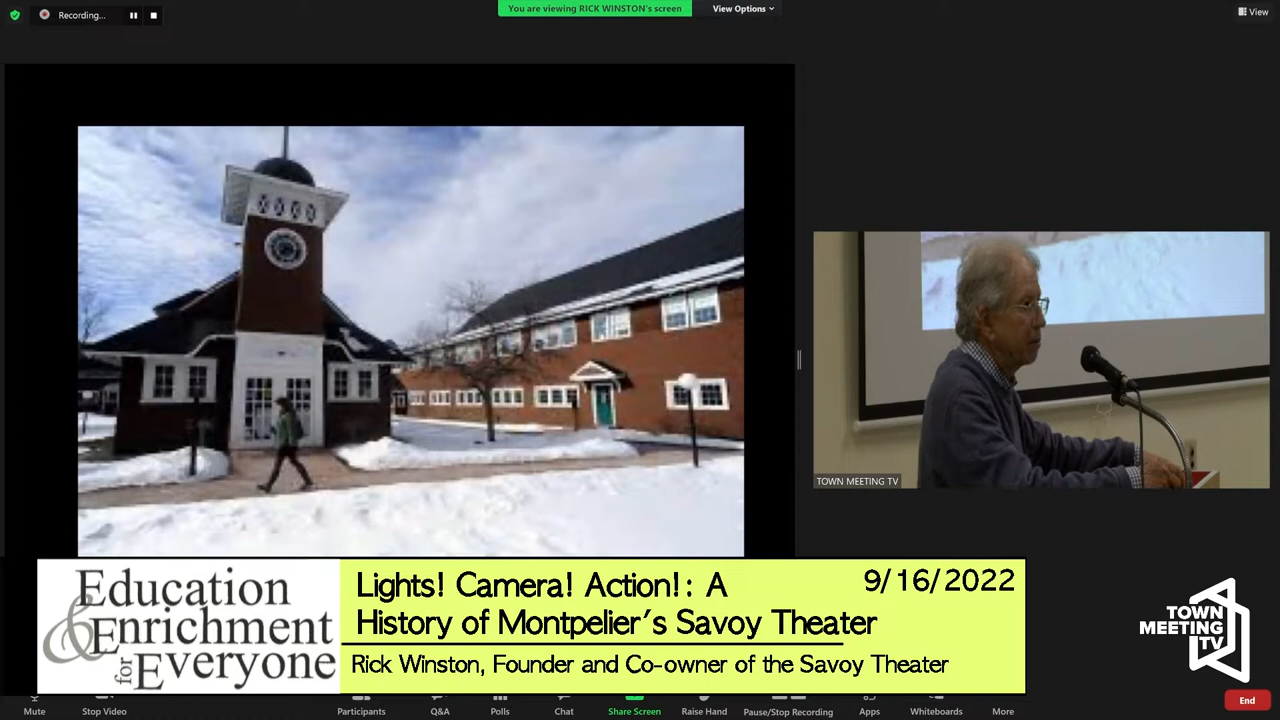 Recording...
You are viewing RICK WINSTON's screen
View Options
View
TOWN MEETING TV
Education
& Enrichment
for Everyone
Lights! Camera! Action!: A
History of Montpelier's Savoy Theater
9/16/2022
Rick Winston, Founder and Co-owner of the Savoy Theater
TOWN
MEETING
TV
Mute
Stop Video
Participants
Q&A
Polls
Chat
Share Screen
Raise Hand
Pause/Stop Recording
Apps
Whiteboards
More
End